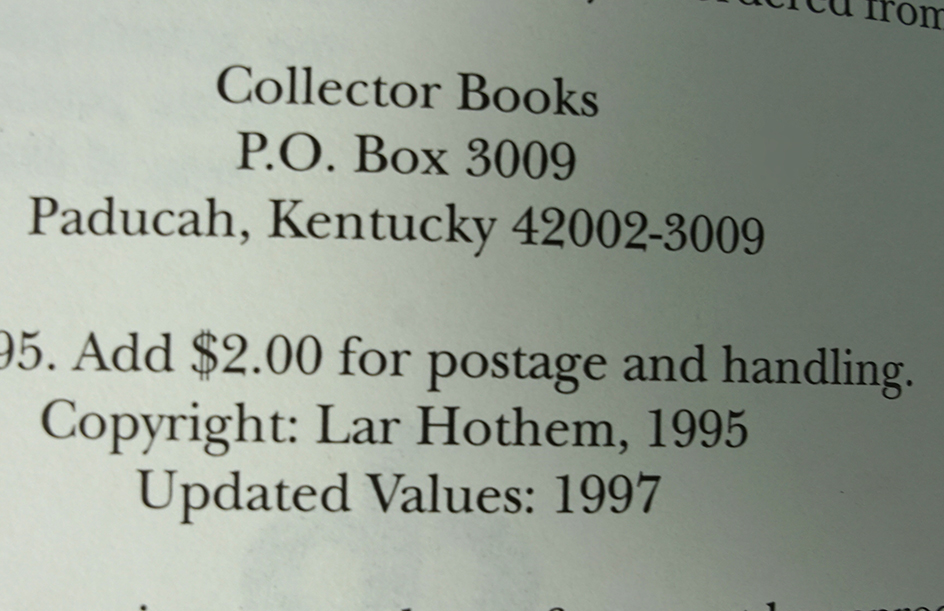 from
Collector Books
P.O. Box 3009
Paducah, Kentucky 42002-3009
95. Add $2.00 for postage and handling.
Copyright: Lar Hothem, 1995
Updated Values: 1997